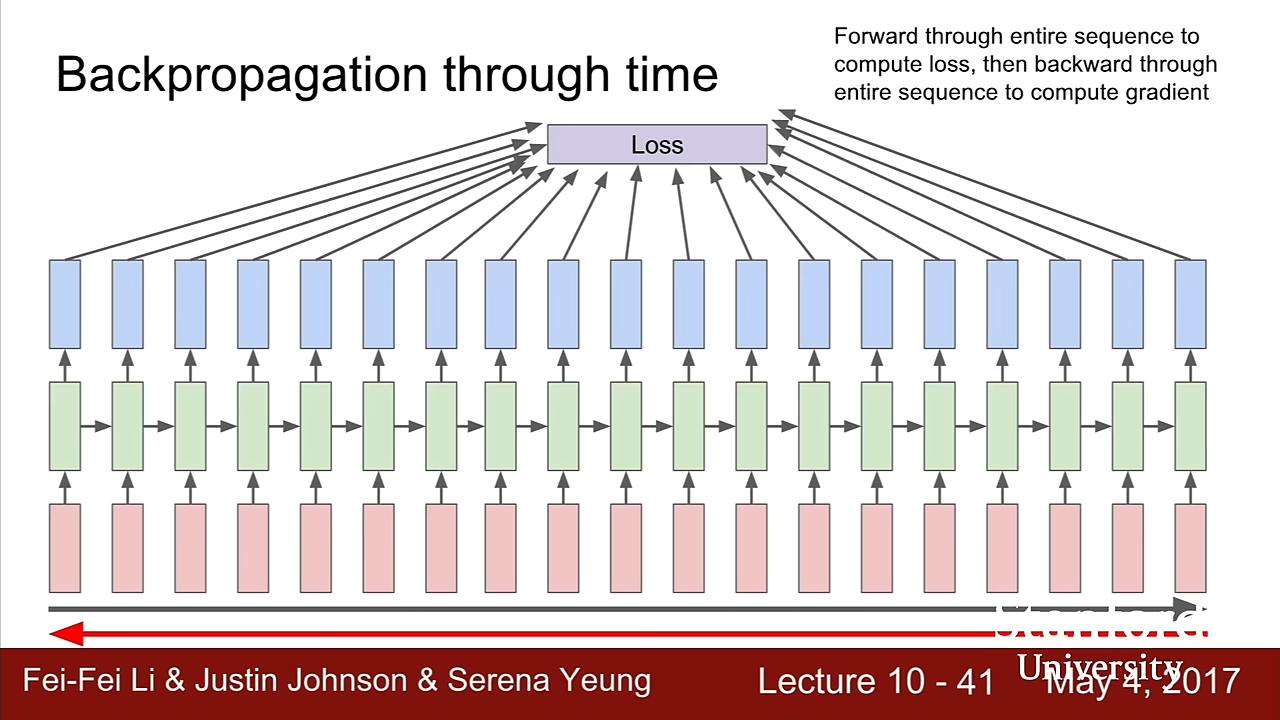 Backpropagation through time
Forward through entire sequence to
compute loss, then backward through
entire sequence to compute gradient
Loss
Stanford
University
Fei-Fei Li & Justin Johnson & Serena Yeung
Lecture 10 - 41
May 4, 2017